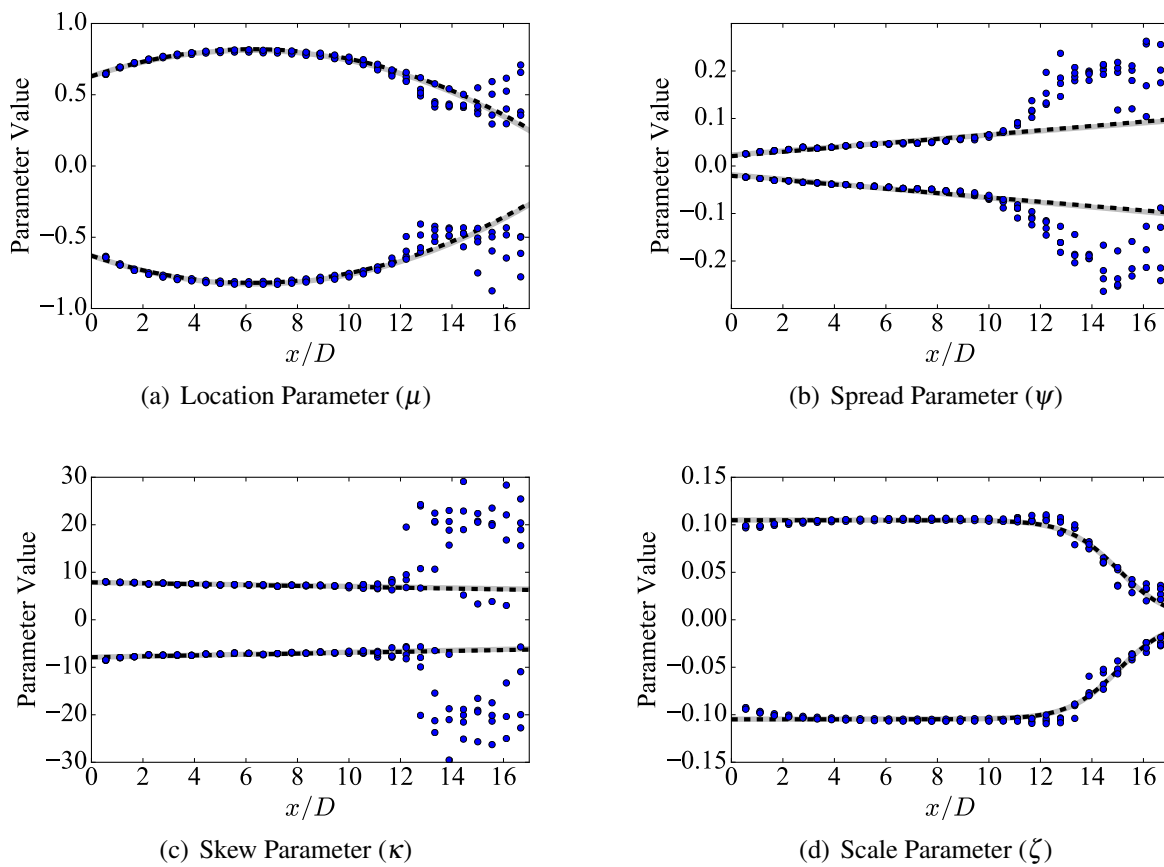 1.0
0.5
0.0
−0.5
−1.0
Parameter Value
0 2 4 6 8 10 12 14 16
x/D
(a) Location Parameter (μ)
0.2
0.1
0.0
−0.1
−0.2
Parameter Value
0 2 4 6 8 10 12 14 16
x/D
(b) Spread Parameter (ψ)
30
20
10
0
−10
−20
−30
Parameter Value
0 2 4 6 8 10 12 14 16
x/D
(c) Skew Parameter (κ)
0.15
0.10
0.05
0.00
−0.05
−0.10
−0.15
Parameter Value
0 2 4 6 8 10 12 14 16
x/D
(d) Scale Parameter (ζ)